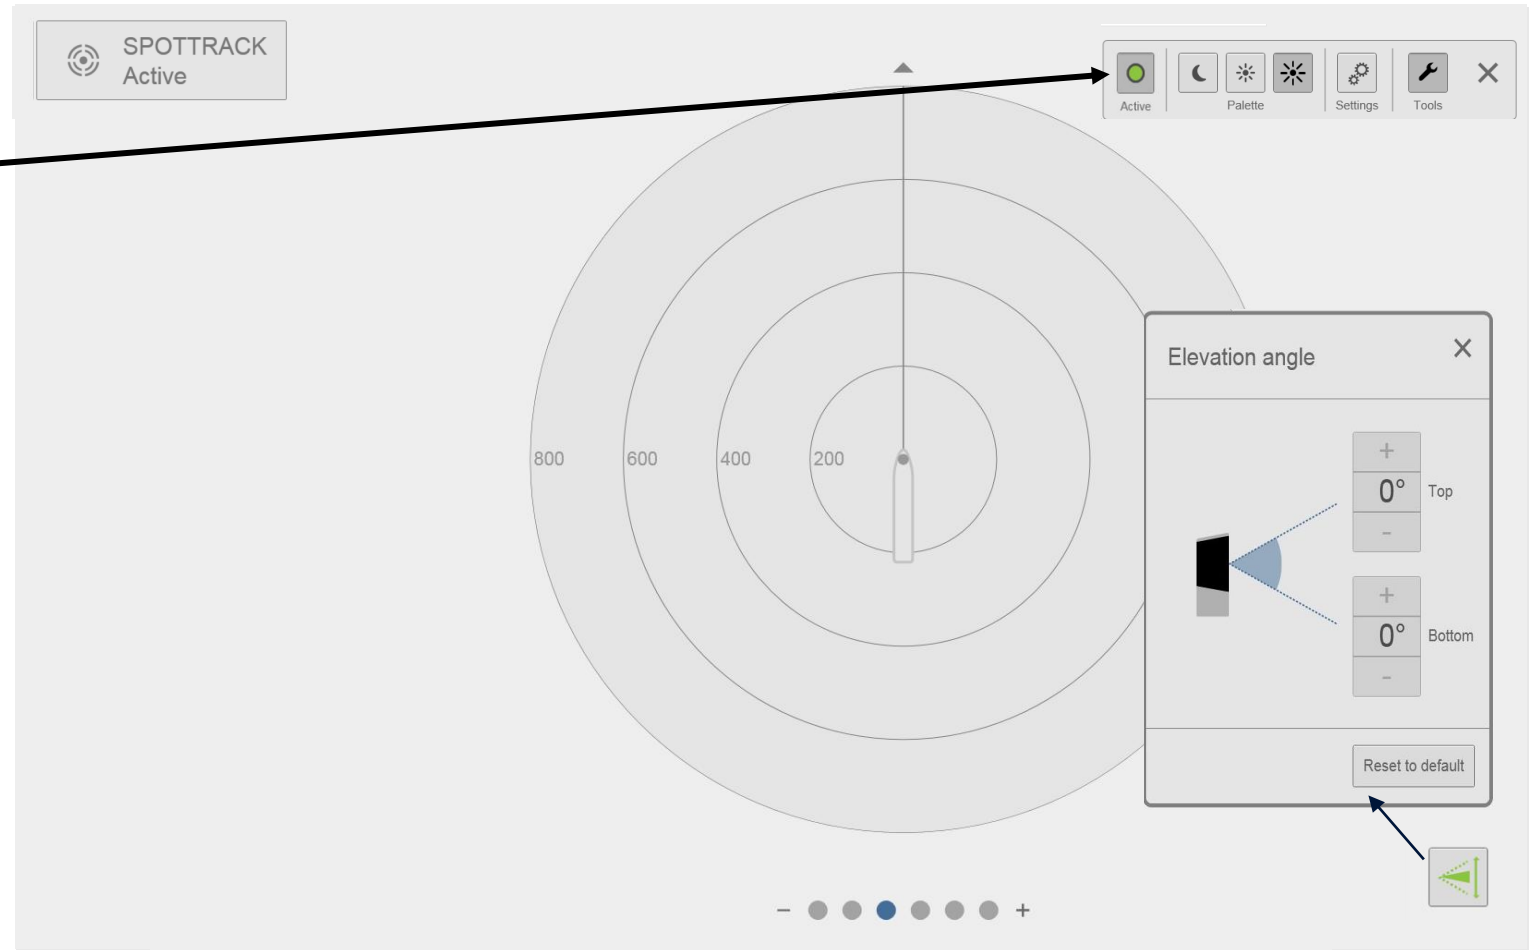 SPOTTRACK
Active
Active
Palette
Settings
Tools
Elevation angle
800
600
400
200
+
0° Top
-
+
0° Bottom
-
Reset to default
- +